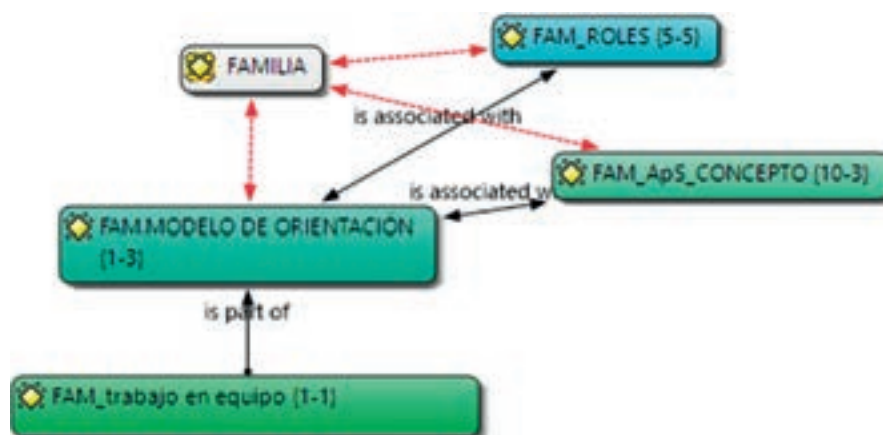 FAM_ROLES {5-5}
FAMILIA
is associated with
FAM_ApS_CONCEPTO {10-3}
is associated w
FAM.MODELO DE ORIENTACIÓN
{1-3}
is part of
FAM_trabajo en equipo {1-1}